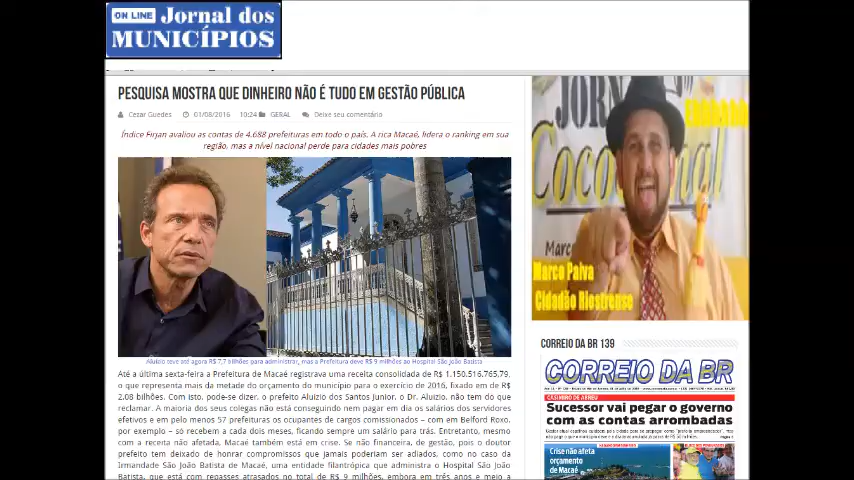 ON LINE Jornal dos
MUNICÍPIOS
PESQUISA MOSTRA QUE DINHEIRO NÃO É TUDO EM GESTÃO PÚBLICA
Cezar Guedes 01/08/2016 10:24 GERAL Deixe seu comentário
Índice Firjan avaliou as contas de 4.688 prefeituras em todo o país. A rica Macaé, lidera o ranking em sua
região, mas a nível nacional perde para cidades mais pobres
Aluízio teve até agora R$ 7,7 bilhões para administrar, mas a Prefeitura deve R$ 9 milhões ao Hospital São João Batista
Até a última sexta-feira a Prefeitura de Macaé registrava uma receita consolidada de R$ 1.150.516.765,79,
o que representa mais da metade do orçamento do município para o exercício de 2016, fixado em de R$
2.08 bilhões. Com isto, pode-se dizer, o prefeito Aluízio dos Santos Junior, o Dr. Aluizio, não tem do que
reclamar. A maioria dos seus colegas não está conseguindo nem pagar em dia os salários dos servidores
efetivos e em pelo menos 57 prefeituras os ocupantes de cargos comissionados – com em Belford Roxo,
por exemplo – só recebem a cada dois meses, ficando sempre um salário para trás. Entretanto, mesmo
com a receita não afetada, Macaé também está em crise. Se não financeira, de gestão, pois o doutor
prefeito tem deixado de honrar compromissos que jamais poderiam ser adiados, como no caso da
Irmandade São João Batista de Macaé, uma entidade filantrópica que administra o Hospital São João
Batista, que está com repasses atrasados no total de R$ 9 milhões, embora em três anos e meio a
JORNAL
Marco Paiva
Cidadão Riostrense
CORREIO DA BR 139
CORREIO DA BR
CASIMIRO DE ABREU
Sucessor vai pegar o governo
com as contas arrombadas
Crise não afeta
orçamento
de Macaé